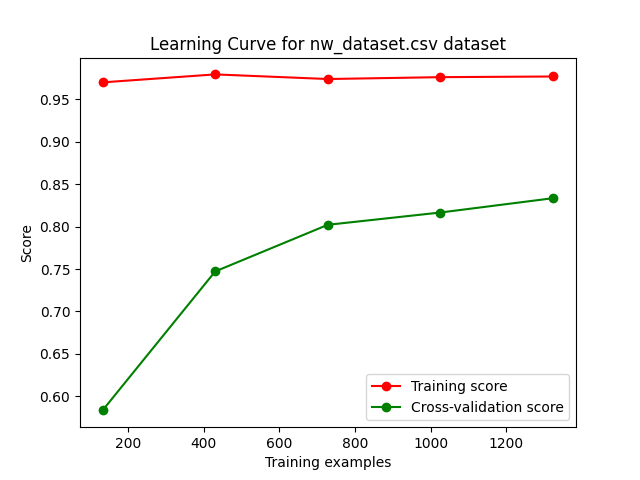 Learning Curve for nw_dataset.csv dataset
0.95
0.90
0.85
0.80
0.75
0.70
0.65
0.60
Score
200
400
600
800
1000
1200
Training examples
Training score
Cross-validation score